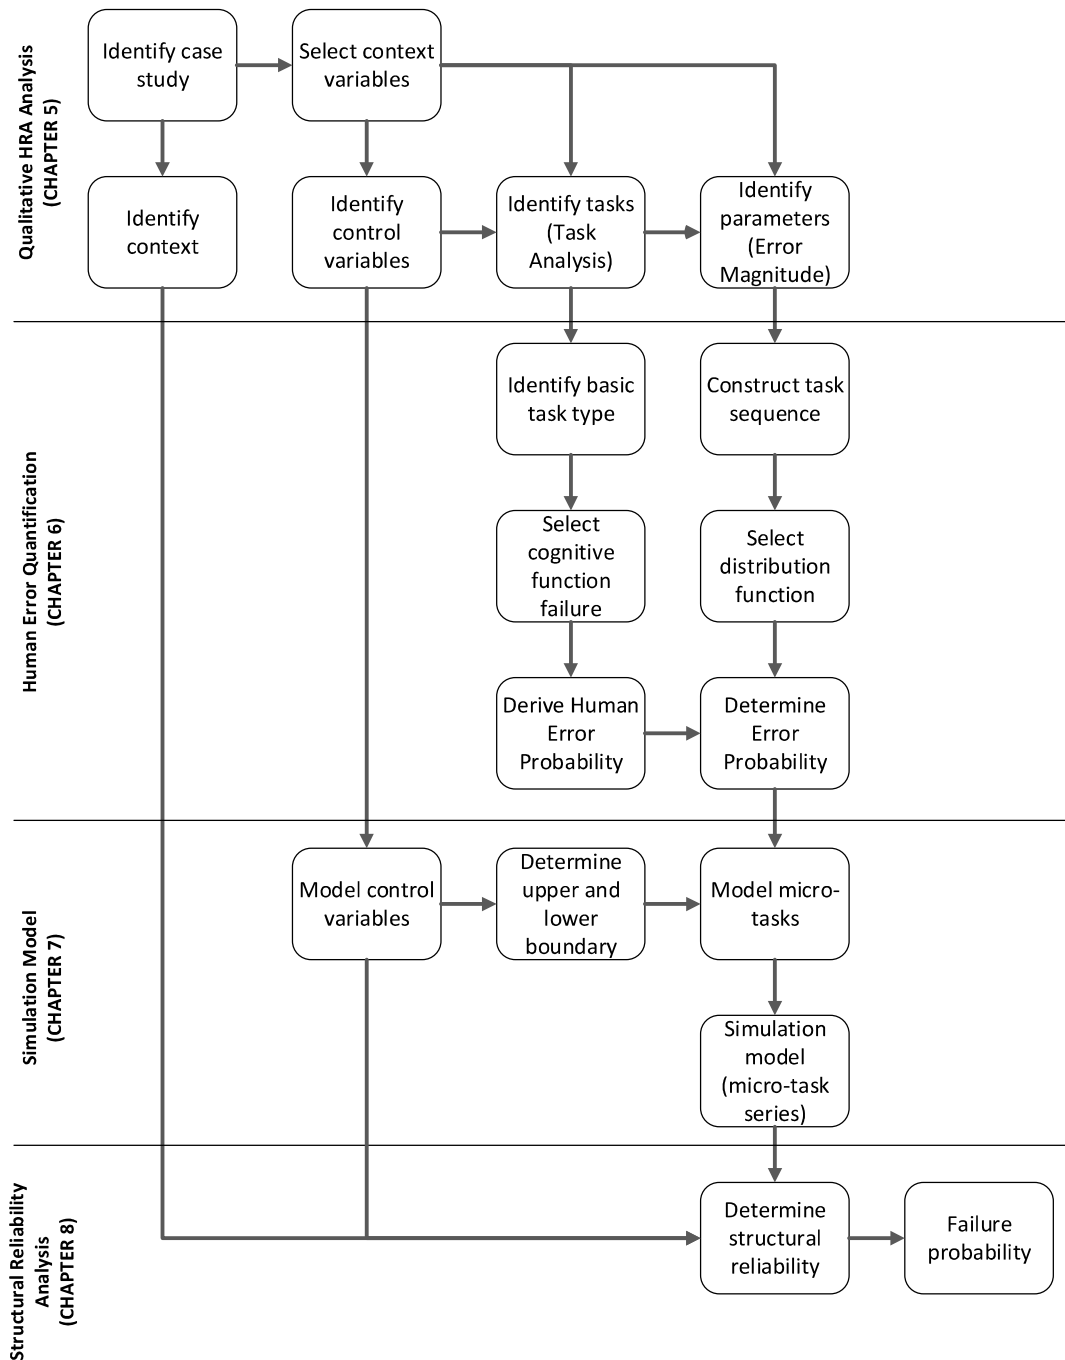 Qualitative HRA Analysis
(CHAPTER 5)
Identify case
study
Select context
variables
Identify
context
Identify
control
variables
Identify tasks
(Task
Analysis)
Identify
parameters
(Error
Magnitude)
Human Error Quantification
(CHAPTER 6)
Identify basic
task type
Construct task
sequence
Select
cognitive
function
failure
Select
distribution
function
Derive Human
Error
Probability
Determine
Error
Probability
Simulation Model
(CHAPTER 7)
Model control
variables
Determine
upper and
lower
boundary
Model micro-
tasks
Simulation
model
(micro-task
series)
Structural Reliability
Analysis
(CHAPTER 8)
Determine
structural
reliability
Failure
probability